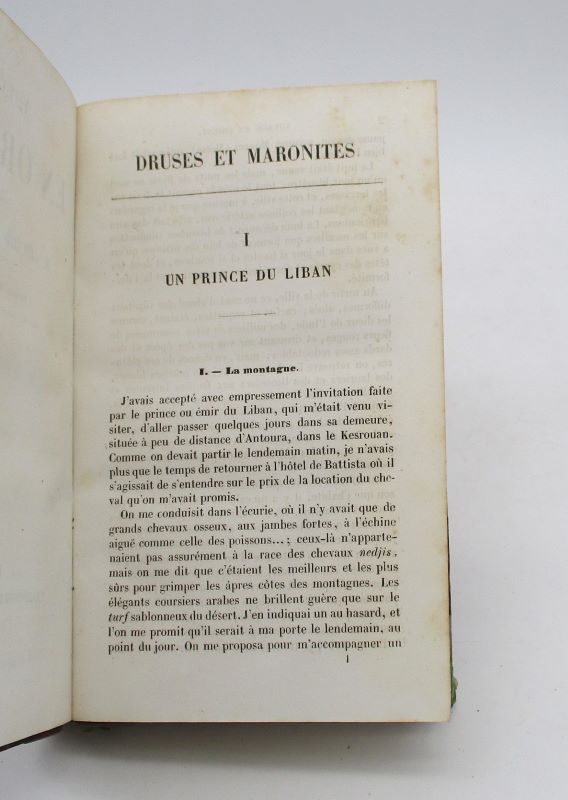 DRUSES ET MARONITES
I
UN PRINCE DU LIBAN
I. — La montagne.
J'avais accepté avec empressement l'invitation faite
par le prince ou émir du Liban, qui m'était venu vi-
siter, d'aller passer quelques jours dans sa demeure,
située à peu de distance d'Antoura, dans le Kesrouan.
Comme on devait partir le lendemain matin, je n'avais
plus que le temps de retourner à l'hôtel de Battista où il
s'agissait de s'entendre sur le prix de la location du che-
val qu'on m'avait promis.
On me conduisit dans l'écurie, où il n'y avait que de
grands chevaux osseux, aux jambes fortes, à l'échine
aiguë comme celle des poissons...; ceux-là n'apparte-
naient pas assurément à la race des chevaux nedjis,
mais on me dit que c'étaient les meilleurs et les plus
sûrs pour grimper les âpres côtes des montagnes. Les
élégants coursiers arabes ne brillent guère que sur le
turf sablonneux du désert. J'en indiquai un au hasard, et
l'on me promit qu'il serait à ma porte le lendemain, au
point du jour. On me proposa pour m'accompagner un
1